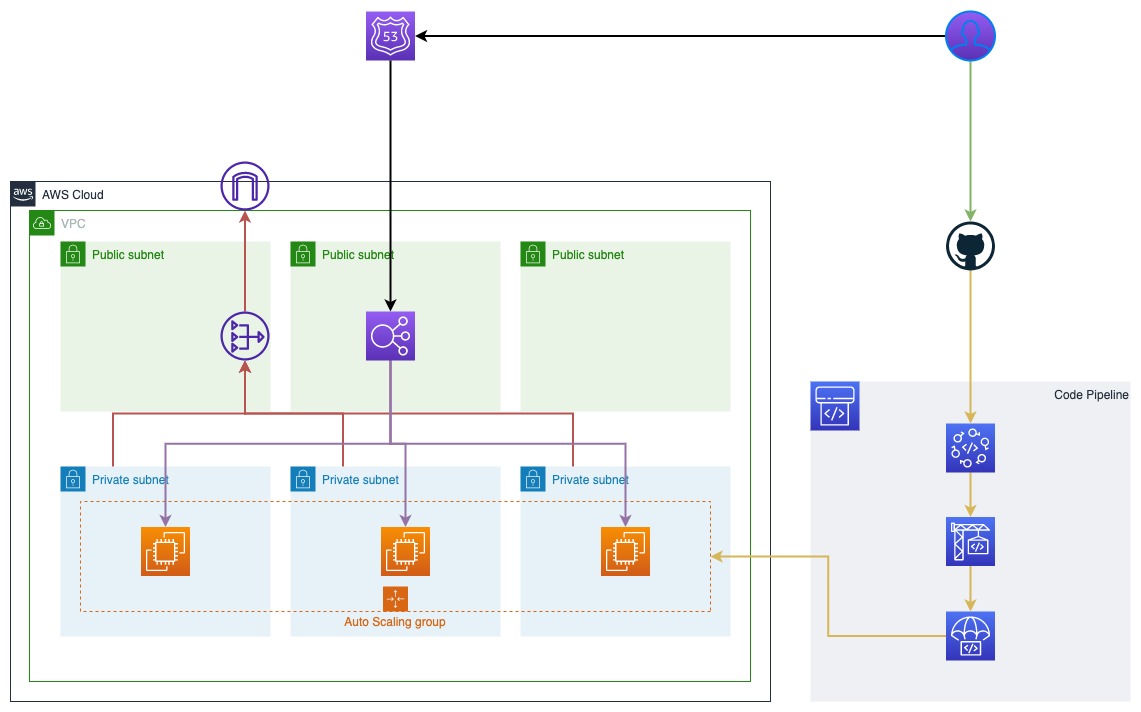 53
aws
AWS Cloud
VPC
Public subnet
Public subnet
Public subnet
Code Pipeline
</>
</>
Private subnet
Private subnet
Private subnet
</>
Auto Scaling group
</>